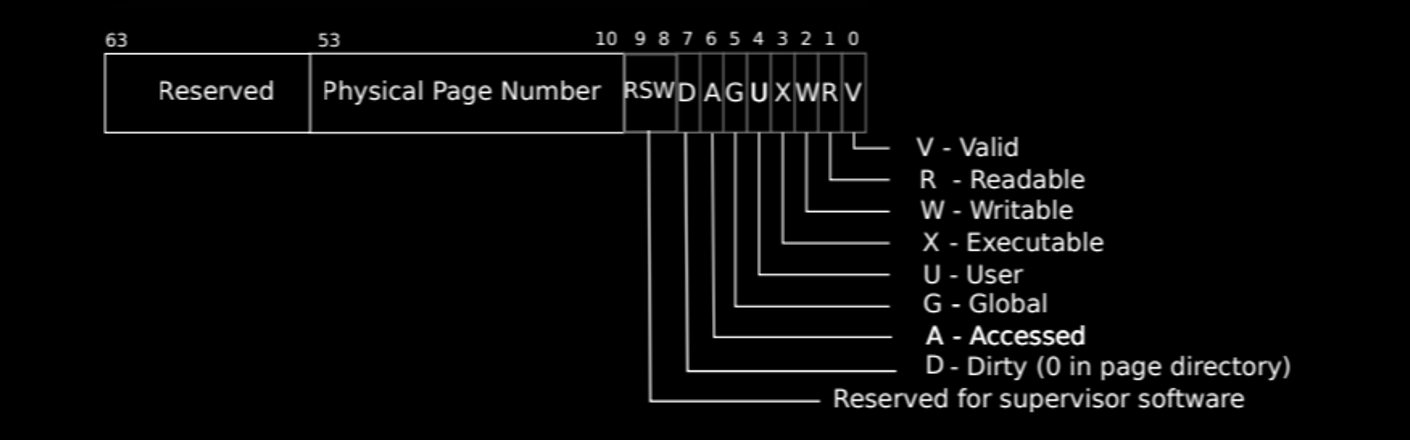 63 53 10 9 8 7 6 5 4 3 2 1 0
Reserved Physical Page Number RSW D A G U X W R V
V - Valid
R - Readable
W - Writable
X - Executable
U - User
G - Global
A - Accessed
D - Dirty (0 in page directory)
Reserved for supervisor software